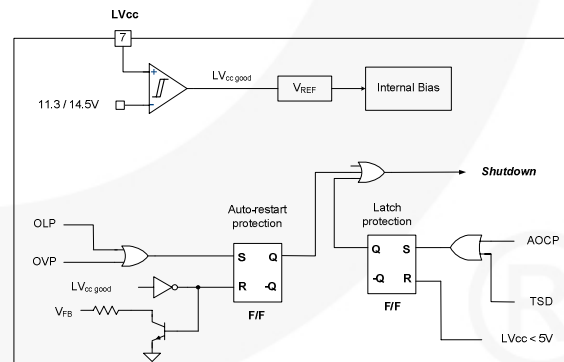 LVcc
7
LVcc good
11.3 / 14.5V
VREF
Internal Bias
Shutdown
Auto-restart
protection
Latch
protection
OLP
OVP
S Q
R -Q
F/F
Q S
-Q R
F/F
AOCP
TSD
LVcc good
VFB
LVcc < 5V
R